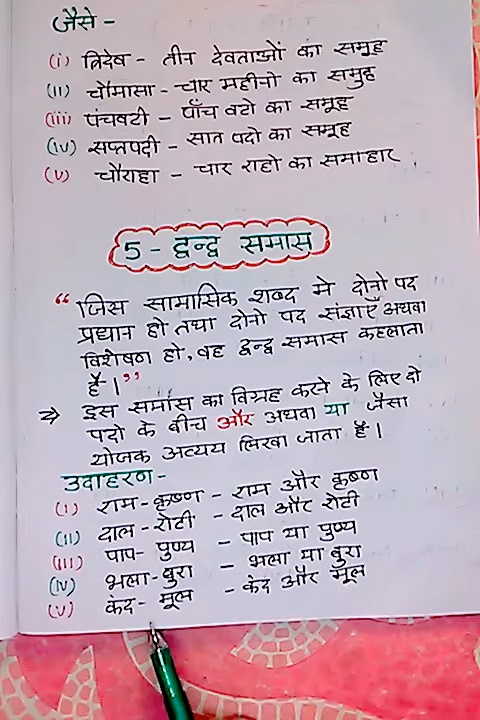 जैसे -
(i) त्रिदेव - तीन देवताओं का समूह
(ii) चौमासा - चार महीनो का समुह
(iii) पंचवटी - पाँच वटो का समूह
(iv) सप्तपदी - सात पदो का समूह
(v) चौराहा - चार राहो का समाहार
5 - द्वन्द्व समास
“ जिस सामासिक शब्द मे दोनो पद
प्रधान हो तथा दोनो पद संज्ञाएँ अथवा
विशेषण हो, वह द्वन्द्व समास कहलाता
है।”
⇒ इस समास का विग्रह करने के लिए दो
पदो के बीच और अथवा या जैसा
योजक अव्यय लिखा जाता है।
उदाहरण -
(i) राम - कृष्ण - राम और कृष्ण
(ii) दाल - रोटी - दाल और रोटी
(iii) पाप - पुण्य - पाप या पुण्य
(iv) भला - बुरा - भला या बुरा
(v) कंद - मूल - कंद और मूल